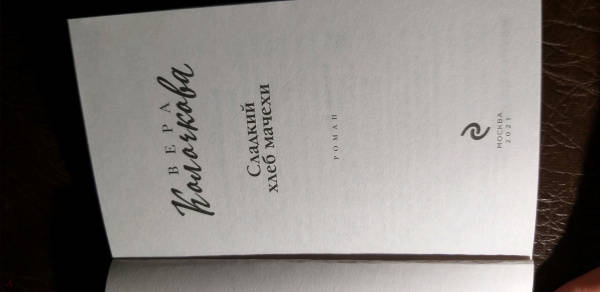 ВЕРА
Колочкова
Сладкий
хлеб мачехи
РОМАН
МОСКВА
2021